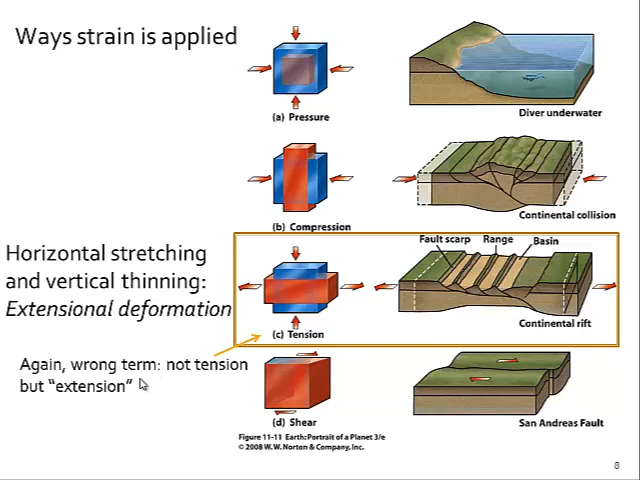 Ways strain is applied
(a) Pressure
Diver underwater
(b) Compression
Continental collision
Horizontal stretching
and vertical thinning:
Extensional deformation
Fault scarp
Range
Basin
(c) Tension
Continental rift
Again, wrong term: not tension
but “extension”
(d) Shear
San Andreas Fault
Figure 11-11 Earth: Portrait of a Planet 3/e
© 2008 W. W. Norton & Company, Inc.
8